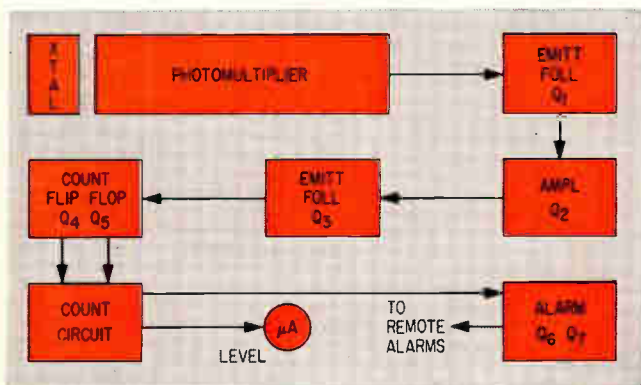 XTAL
PHOTOMULTIPLIER
EMITT
FOLL
Q1
COUNT
FLIP FLOP
Q4 Q5
EMITT
FOLL
Q3
AMPL
Q2
COUNT
CIRCUIT
μA
LEVEL
TO
REMOTE
ALARMS
ALARM
Q6 Q7